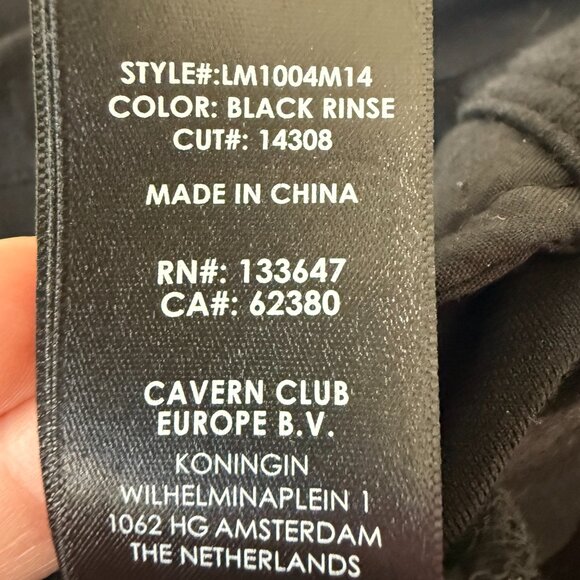 STYLE#:LM1004M14
COLOR: BLACK RINSE
CUT#: 14308
MADE IN CHINA
RN#: 133647
CA#: 62380
CAVERN CLUB
EUROPE B.V.
KONINGIN
WILHELMINAPLEIN 1
1062 HG AMSTERDAM
THE NETHERLANDS